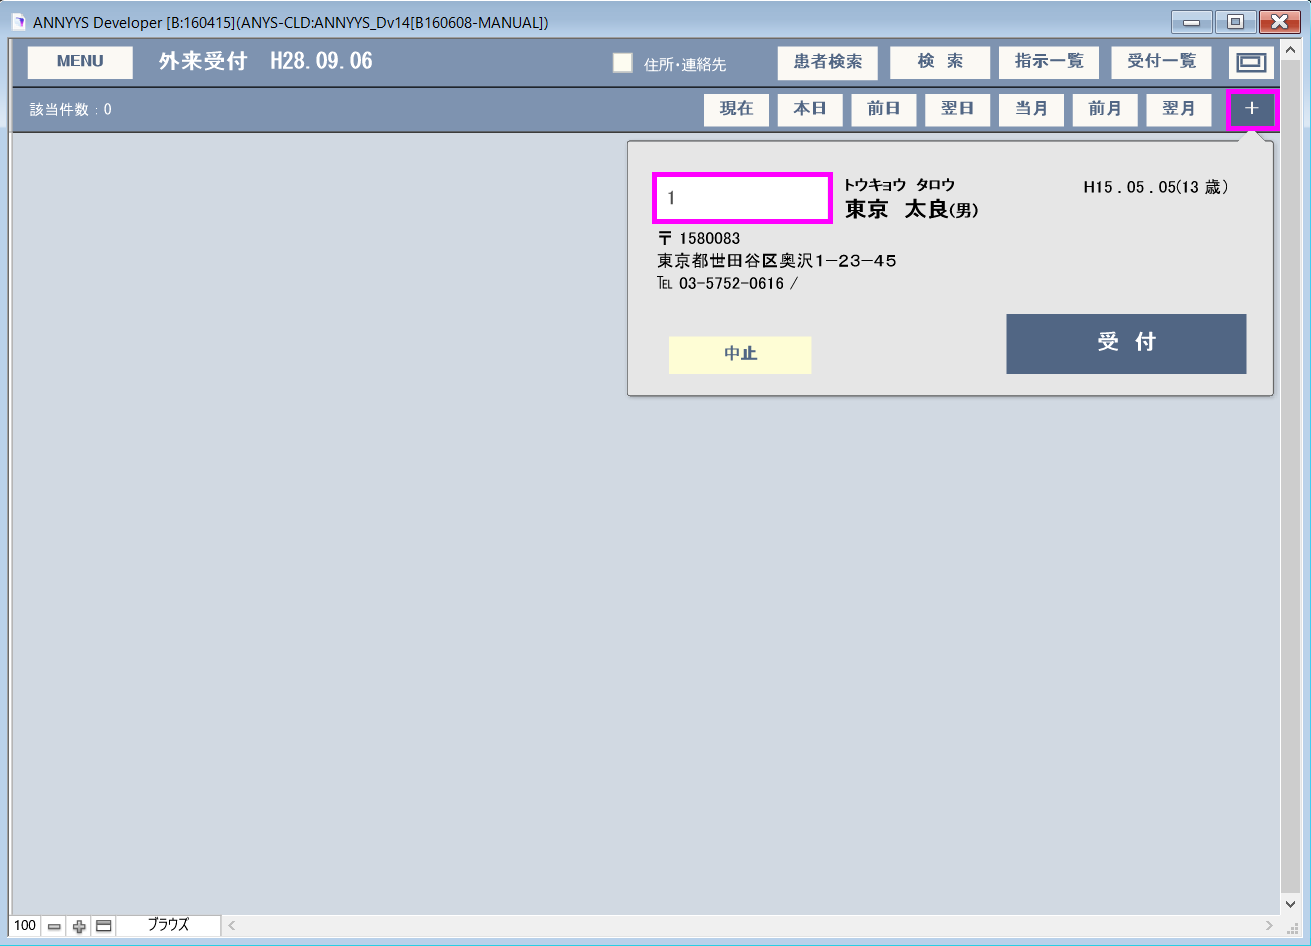 ANNYYS Developer [B:160415](ANYS-CLD:ANNYYS_Dv14[B160608-MANUAL])
MENU 外来受付 H28.09.06 住所・連絡先 患者検索 検 索 指示一覧 受付一覧
該当件数 : 0 現在 本日 前日 翌日 当月 前月 翌月 +
トウキョウ タロウ H15 . 05 . 05(13 歳)
1 東京 太良(男)
〒 1580083
東京都世田谷区奥沢1−23−45
℡ 03-5752-0616 /
中止 受 付
100 ブラウズ